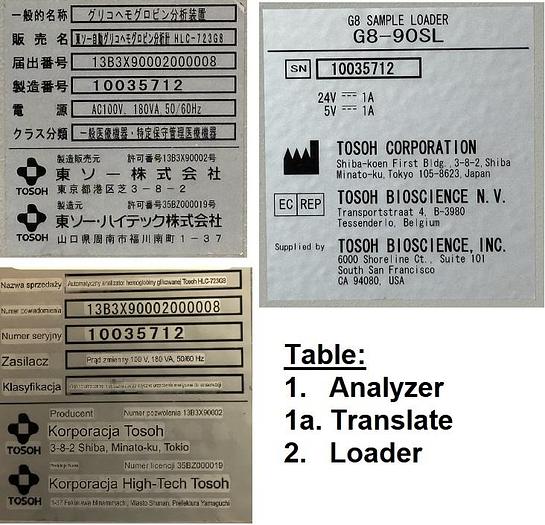 一般的名称 グリコヘモグロビン分析装置
販売名 東ソー自動グリコヘモグロビン分析計 HLC-723G8
届出番号 13B3X90002000008
製造番号 10035712
電源 AC100V, 180VA, 50/60Hz
クラス分類 一般医療機器・特定保守管理医療機器
製造販売元 許可番号13B3X90002号
TOSOH 東ソー株式会社
東京都港区芝3-8-2
製造元 許可番号35BZ000019号
TOSOH 東ソー・ハイテック株式会社
山口県周南市福川南町1-37
G8 SAMPLE LOADER
G8-90SL
SN 10035712
24V 1A
5V 1A
TOSOH CORPORATION
Shiba-koen First Bldg., 3-8-2, Shiba
Minato-ku, Tokyo 105-8623, Japan
EC REP TOSOH BIOSCIENCE N.V.
Transportstraat 4, B-3980
Tessenderlo, Belgium
Supplied by TOSOH BIOSCIENCE, INC.
6000 Shoreline Ct., Suite 101
South San Francisco
CA 94080, USA
Nazwa sprzedaży Automatyczny analizator hemoglobiny glikowanej Tosoh HLC-723G8
Numer powiadomienia 13B3X90002000008
Numer seryjny 10035712
Zasilacz Prąd zmienny 100 V, 180 VA, 50/60 Hz
Klasyfikacja
Producent Numer pozwolenia 13B3X90002
TOSOH Korporacja Tosoh
3-8-2 Shiba, Minato-ku, Tokio
Numer licencji 35BZ000019
TOSOH Korporacja High-Tech Tosoh
1-37 Fukukawa Minamimachi, Miasto Shunan, Prefektura Yamaguchi
Table:
1. Analyzer
1a. Translate
2. Loader